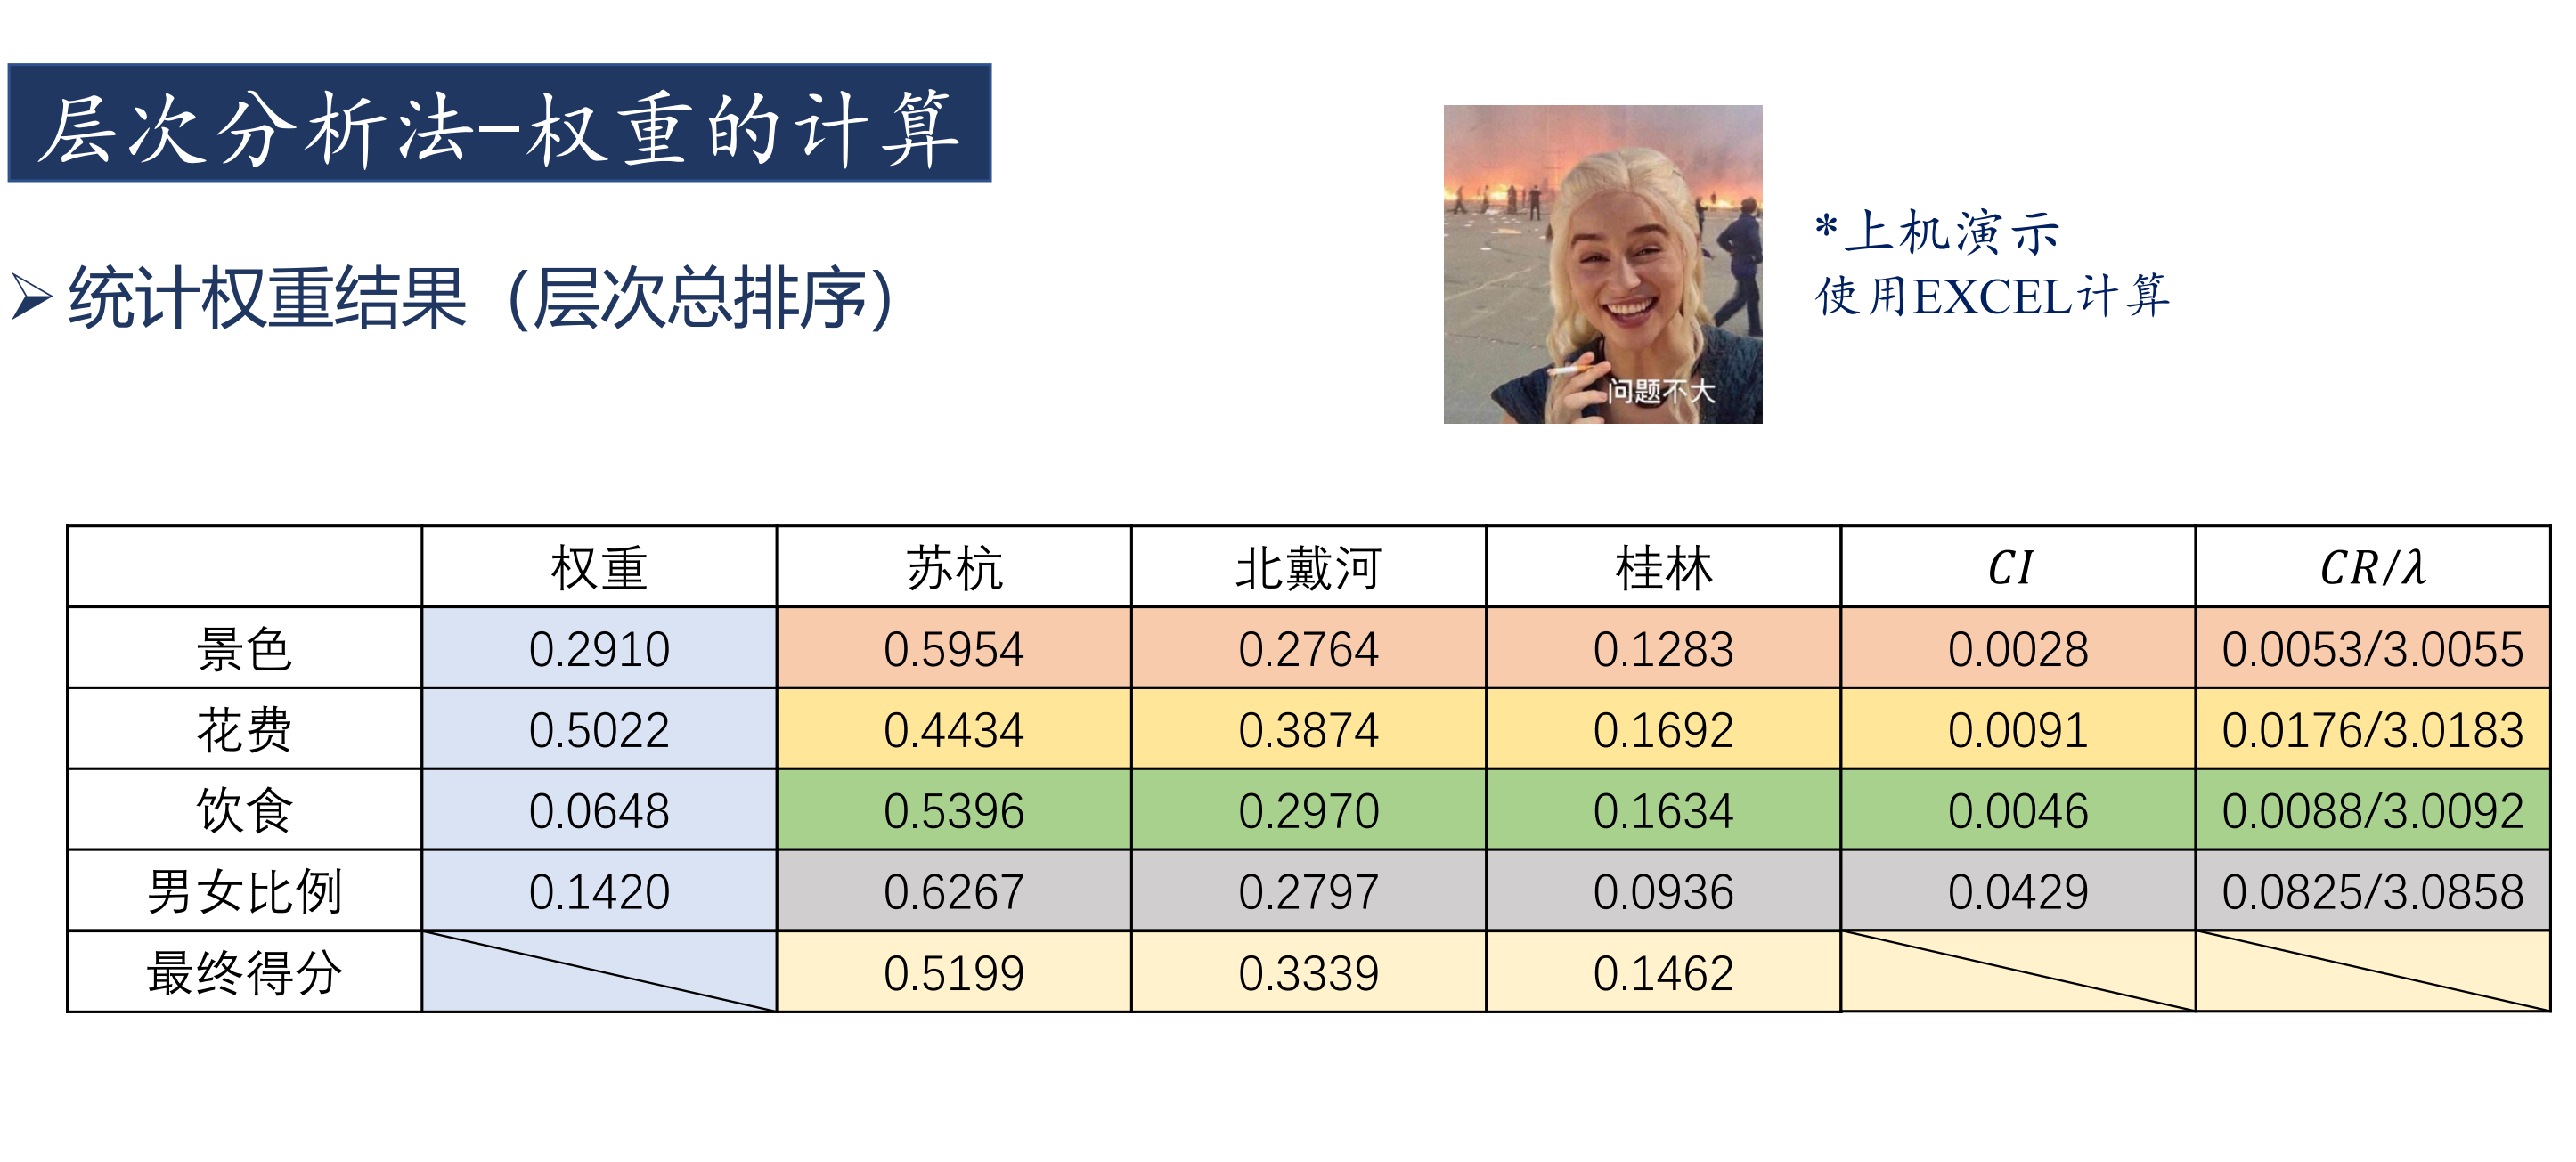 层次分析法-权重的计算
统计权重结果（层次总排序）
问题不大
*上机演示
使用EXCEL计算
权重 苏杭 北戴河 桂林 CI CR/λ
景色 0.2910 0.5954 0.2764 0.1283 0.0028 0.0053/3.0055
花费 0.5022 0.4434 0.3874 0.1692 0.0091 0.0176/3.0183
饮食 0.0648 0.5396 0.2970 0.1634 0.0046 0.0088/3.0092
男女比例 0.1420 0.6267 0.2797 0.0936 0.0429 0.0825/3.0858
最终得分 0.5199 0.3339 0.1462